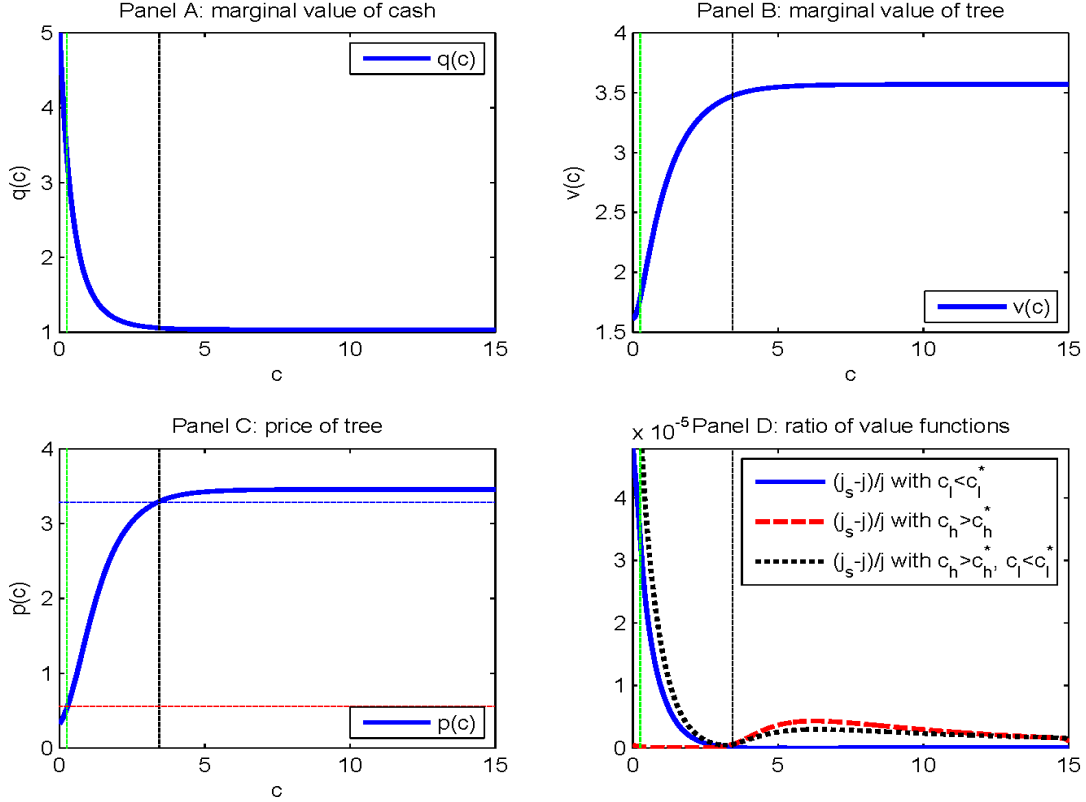 Panel A: marginal value of cash
5
4
3
2
1
q(c)
q(c)
0
5
10
15
c
Panel B: marginal value of tree
4
3.5
3
2.5
2
1.5
v(c)
v(c)
0
5
10
15
c
Panel C: price of tree
4
3
2
1
0
p(c)
p(c)
0
5
10
15
c
x 10^-5
Panel D: ratio of value functions
4
3
2
1
0
(j_s-j)/j with c_l<c_l^*
(j_s-j)/j with c_h>c_h^*
(j_s-j)/j with c_h>c_h^*, c_l<c_l^*
0
5
10
15
c